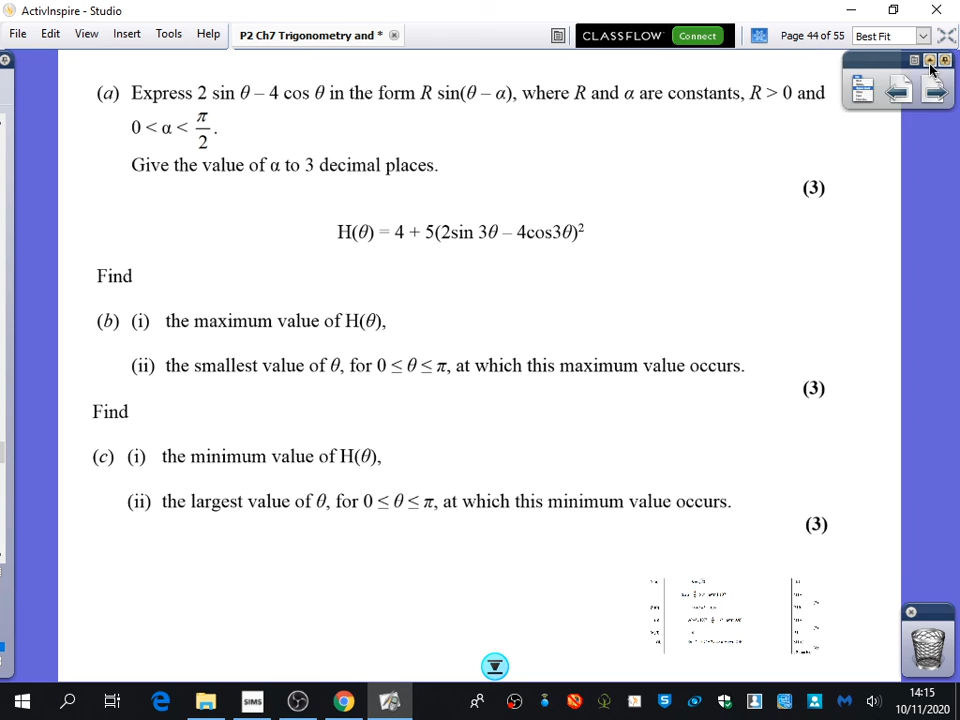 ActivInspire - Studio
File Edit View Insert Tools Help P2 Ch7 Trigonometry and * CLASSFLOW Connect Page 44 of 55 Best Fit
(a) Express 2 sin θ – 4 cos θ in the form R sin(θ – α), where R and α are constants, R > 0 and
0 < α < π/2.
Give the value of α to 3 decimal places.
(3)
H(θ) = 4 + 5(2sin 3θ – 4cos3θ)²
Find
(b) (i) the maximum value of H(θ),
(ii) the smallest value of θ, for 0 ≤ θ ≤ π, at which this maximum value occurs.
(3)
Find
(c) (i) the minimum value of H(θ),
(ii) the largest value of θ, for 0 ≤ θ ≤ π, at which this minimum value occurs.
(3)
SIMS
14:15
10/11/2020